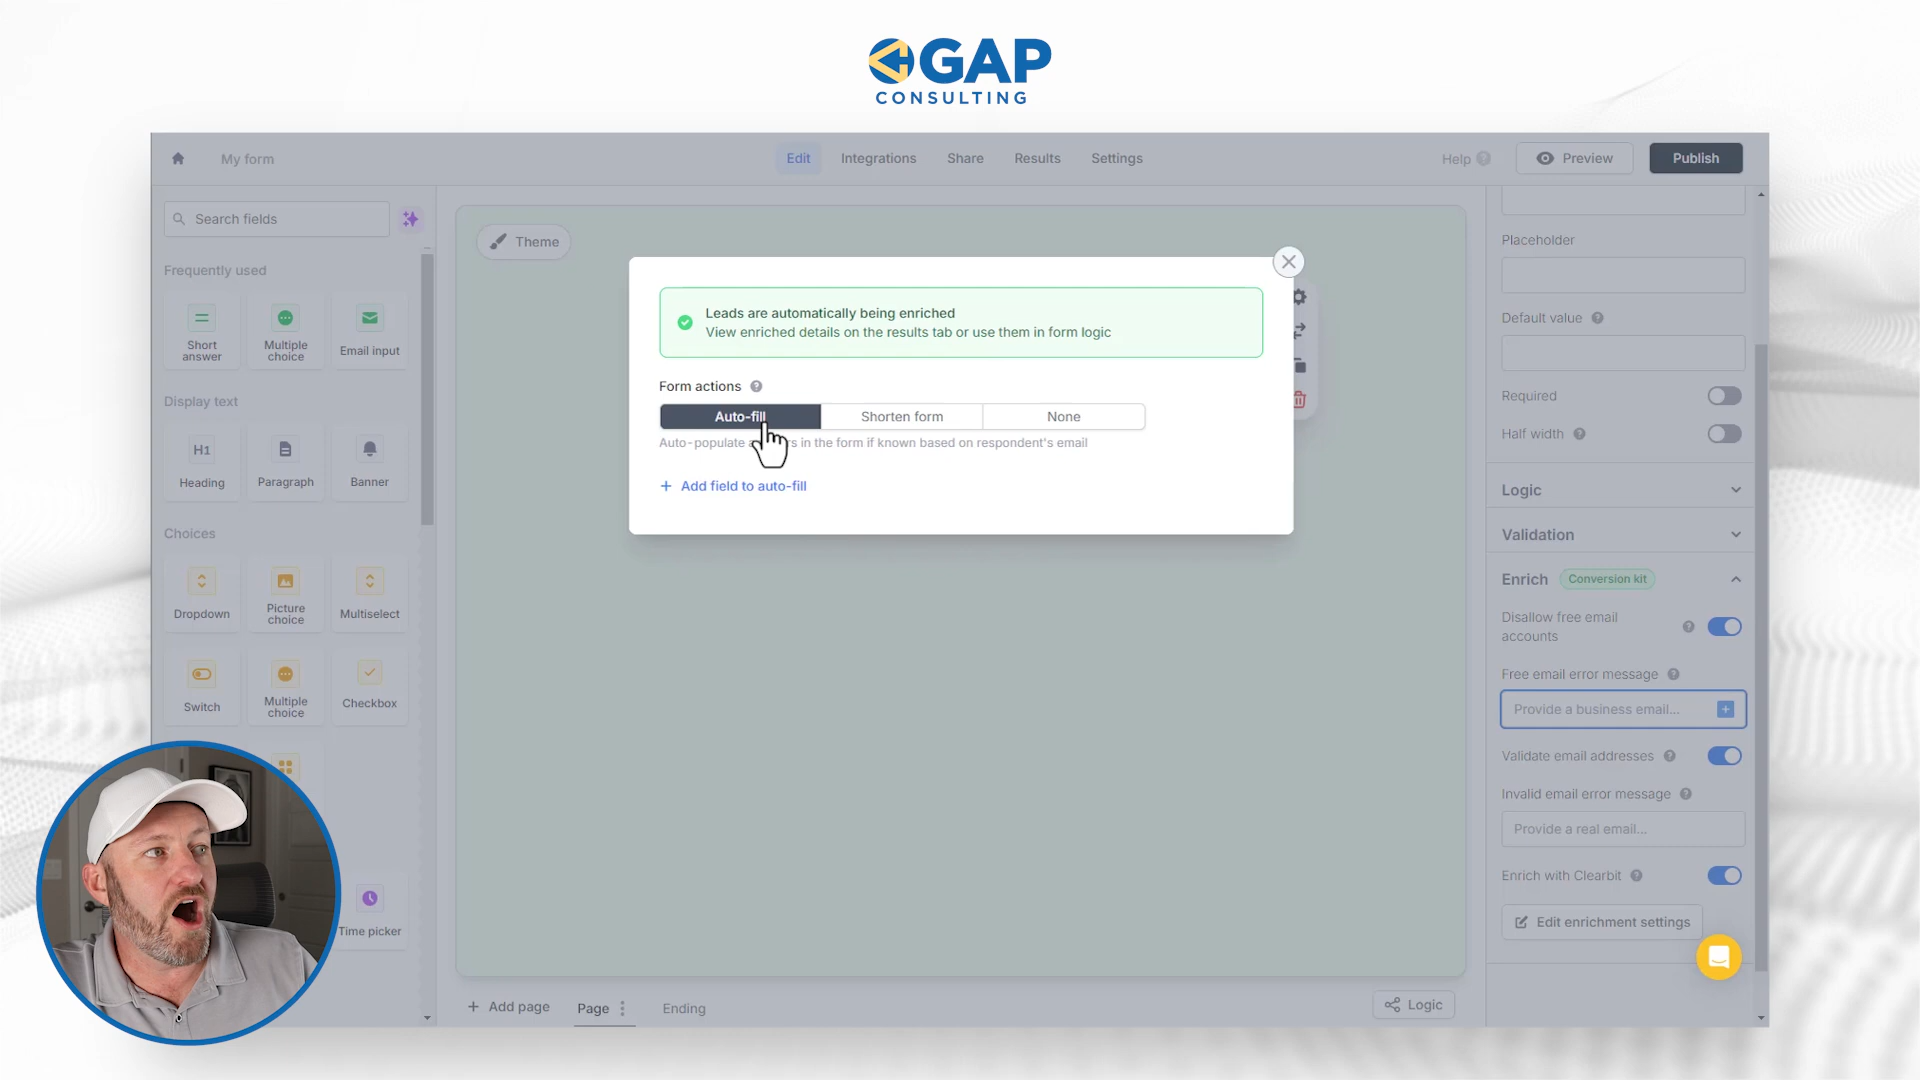 GAP
CONSULTING
My form
Edit
Integrations
Share
Results
Settings
Help
Preview
Publish
Search fields
Frequently used
Short answer
Multiple choice
Email input
Display text
H1
Heading
Paragraph
Banner
Choices
Dropdown
Picture choice
Multiselect
Switch
Multiple choice
Checkbox
Time picker
Theme
Leads are automatically being enriched
View enriched details on the results tab or use them in form logic
Form actions
Auto-fill
Shorten form
None
Auto-populate rs in the form if known based on respondent's email
+ Add field to auto-fill
+ Add page
Page
Ending
Logic
Placeholder
Default value
Required
Half width
Logic
Validation
Enrich
Conversion kit
Disallow free email
accounts
Free email error message
Provide a business email...
Validate email addresses
Invalid email error message
Provide a real email...
Enrich with Clearbit
Edit enrichment settings